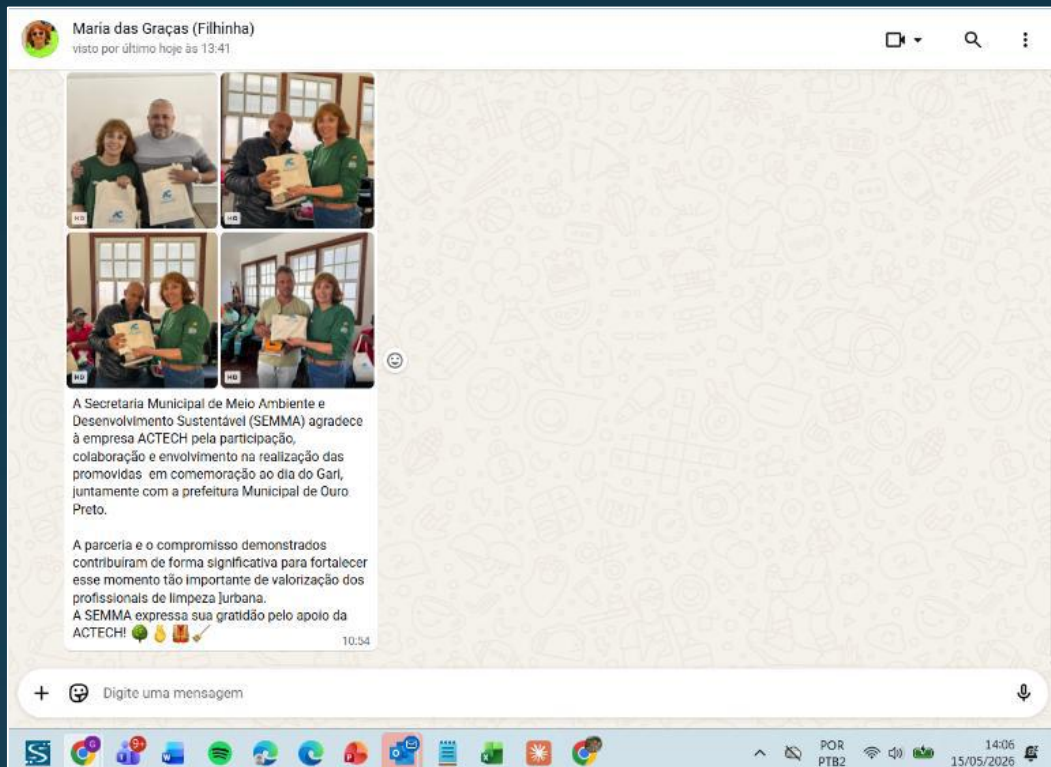 Maria das Graças (Filhinha)
visto por último hoje às 13:41
HD
HD
HD
HD
A Secretaria Municipal de Meio Ambiente e
Desenvolvimento Sustentável (SEMMA) agradece
à empresa ACTECH pela participação,
colaboração e envolvimento na realização das
promovidas em comemoração ao dia do Gari,
juntamente com a prefeitura Municipal de Ouro
Preto.
A parceria e o compromisso demonstrados
contribuíram de forma significativa para fortalecer
esse momento tão importante de valorização dos
profissionais de limpeza ]urbana.
A SEMMA expressa sua gratidão pelo apoio da
ACTECH!
10:54
Digite uma mensagem
9+
POR
PTB2
14:06
15/05/2026